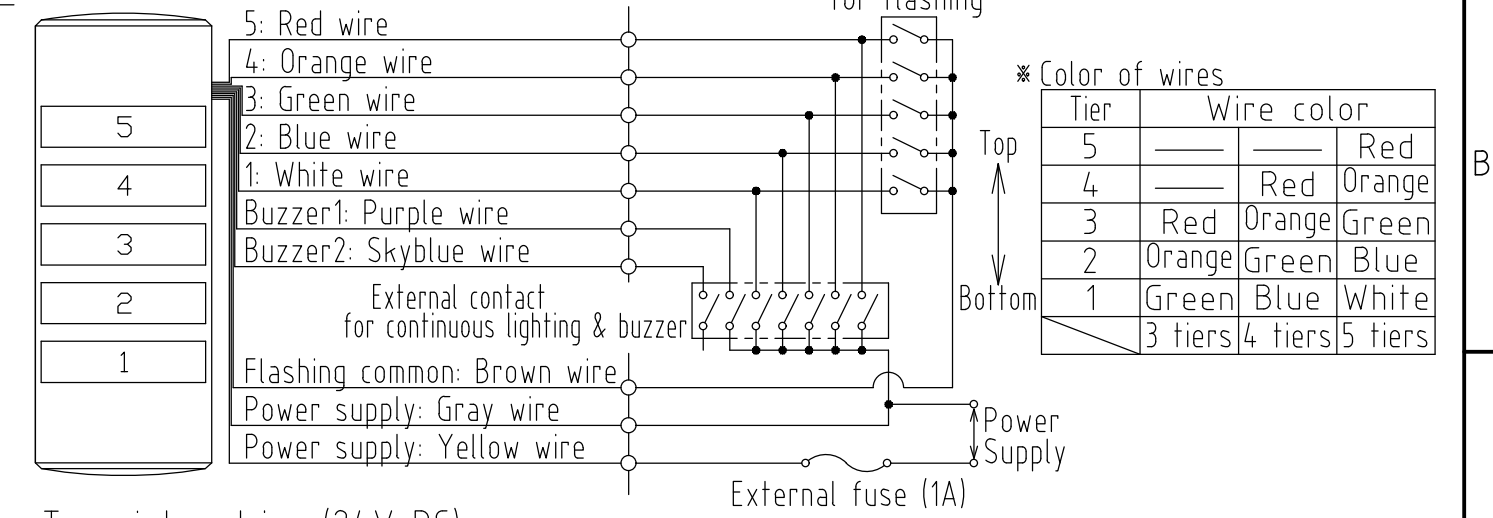 for flashing
5: Red wire
4: Orange wire
3: Green wire
2: Blue wire
1: White wire
Buzzer1: Purple wire
Buzzer2: Skyblue wire
External contact
for continuous lighting & buzzer
Flashing common: Brown wire
Power supply: Gray wire
Power supply: Yellow wire
5
4
3
2
1
External fuse (1A)
Power
Supply
Top
Bottom
※ Color of wires
Tier Wire color
5 —— —— Red
4 —— Red Orange
3 Red Orange Green
2 Orange Green Blue
1 Green Blue White
3 tiers 4 tiers 5 tiers
B
(24V DC)